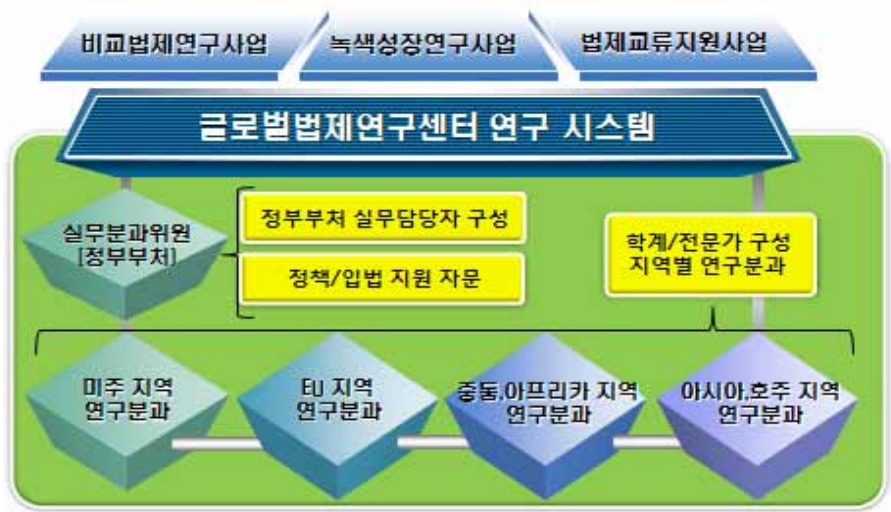 비교법제연구사업
녹색성장연구사업
법제교류지원사업
글로벌법제연구센터 연구 시스템
실무분과위원
[정부부처]
정부부처 실무담당자 구성
정책/입법 지원 자문
학계/전문가 구성
지역별 연구분과
미주 지역
연구분과
EU 지역
연구분과
중동,아프리카 지역
연구분과
아시아,호주 지역
연구분과